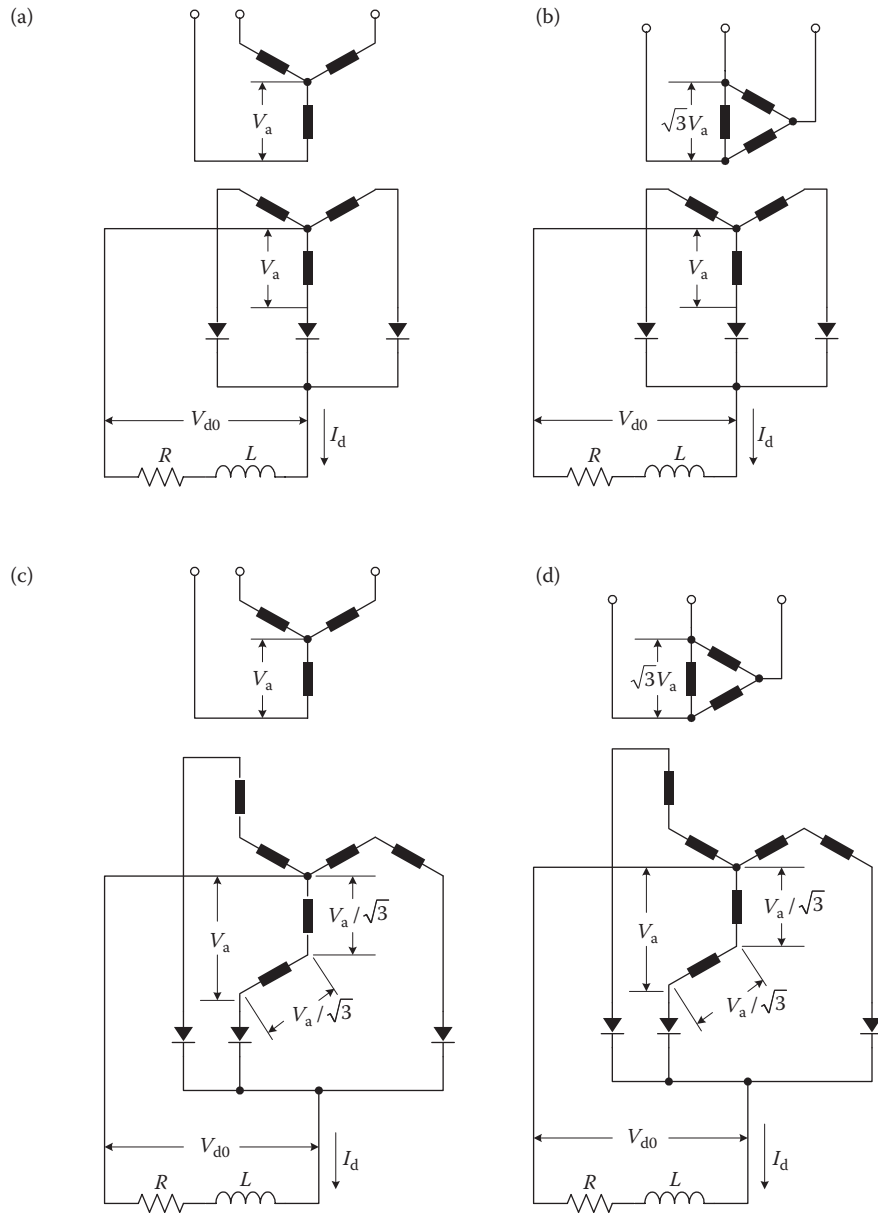 (a)
V_a
V_a
V_d0
I_d
R
L
(b)
√3V_a
V_a
V_d0
I_d
R
L
(c)
V_a
V_a
V_a/√3
V_a/√3
V_d0
I_d
R
L
(d)
√3V_a
V_a
V_a/√3
V_a/√3
V_d0
I_d
R
L